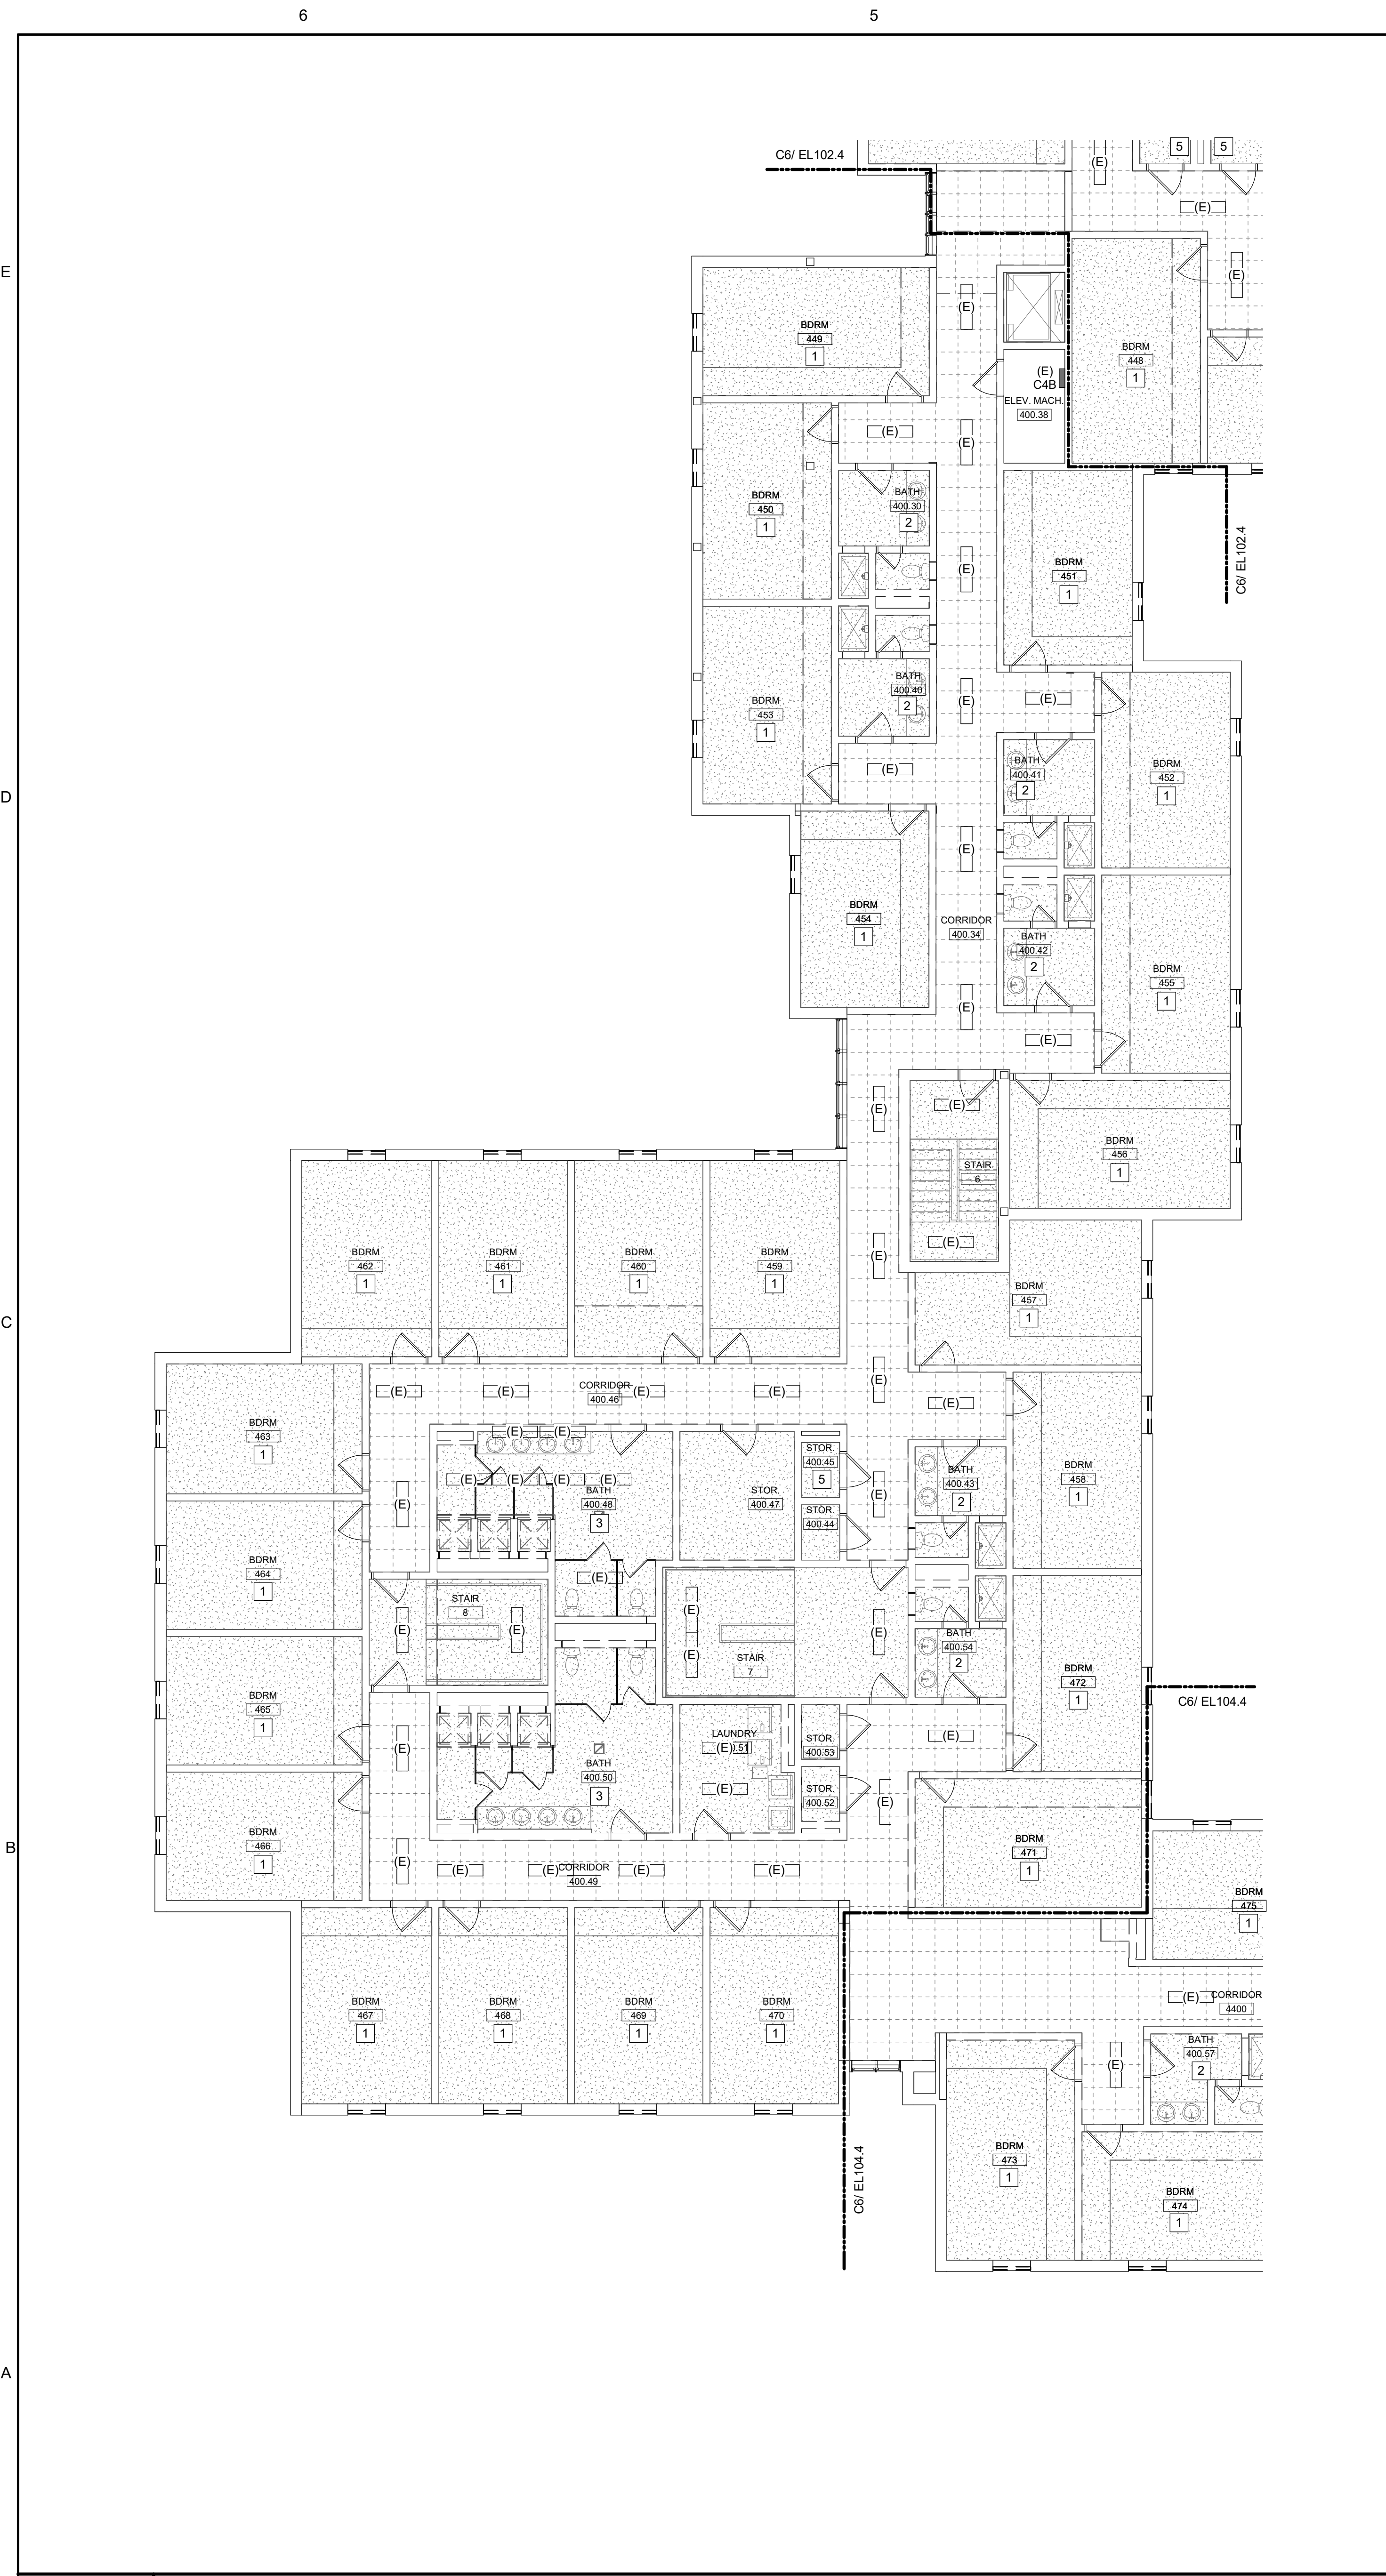 6
5
C6/ EL102.4
5
5
(E)
(E)
E
(E)
(E)
BDRM
449
1
BDRM
448
1
(E)
C4B
ELEV. MACH.
400.38
(E)
(E)
BDRM
450
1
BATH
400.30
2
C6/ EL102.4
(E)
BDRM
451
1
BATH
400.40
2
(E)
(E)
BDRM
453
1
(E)
BATH
400.41
2
BDRM
452
1
D
(E)
BDRM
454
1
CORRIDOR
400.34
BATH
400.42
2
BDRM
455
1
(E)
(E)
(E)
(E)
BDRM
456
1
STAIR
6
(E)
(E)
BDRM
462
1
BDRM
461
1
BDRM
460
1
BDRM
459
1
BDRM
457
1
C
(E)
(E)
(E)
CORRIDOR
400.46
(E)
(E)
(E)
BDRM
463
1
(E)
(E)
(E)
(E)
(E)
(E)
BATH
400.48
3
STOR.
400.47
STOR.
400.45
5
STOR.
400.44
(E)
(E)
BATH
400.43
2
BDRM
458
1
BDRM
464
1
(E)
STAIR
8
(E)
(E)
(E)
(E)
STAIR
7
(E)
BATH
400.54
2
BDRM
472
1
C6/ EL104.4
BDRM
465
1
(E)
BATH
400.50
3
LAUNDRY
(E)
(E)
STOR.
400.53
STOR.
400.52
(E)
(E)
BDRM
466
1
B
(E)
(E)
(E)
CORRIDOR
400.49
(E)
(E)
BDRM
471
1
BDRM
475
1
BDRM
467
1
BDRM
468
1
BDRM
469
1
BDRM
470
1
(E)
CORRIDOR
4400
BATH
400.57
2
(E)
C6/ EL104.4
BDRM
473
1
BDRM
474
1
A